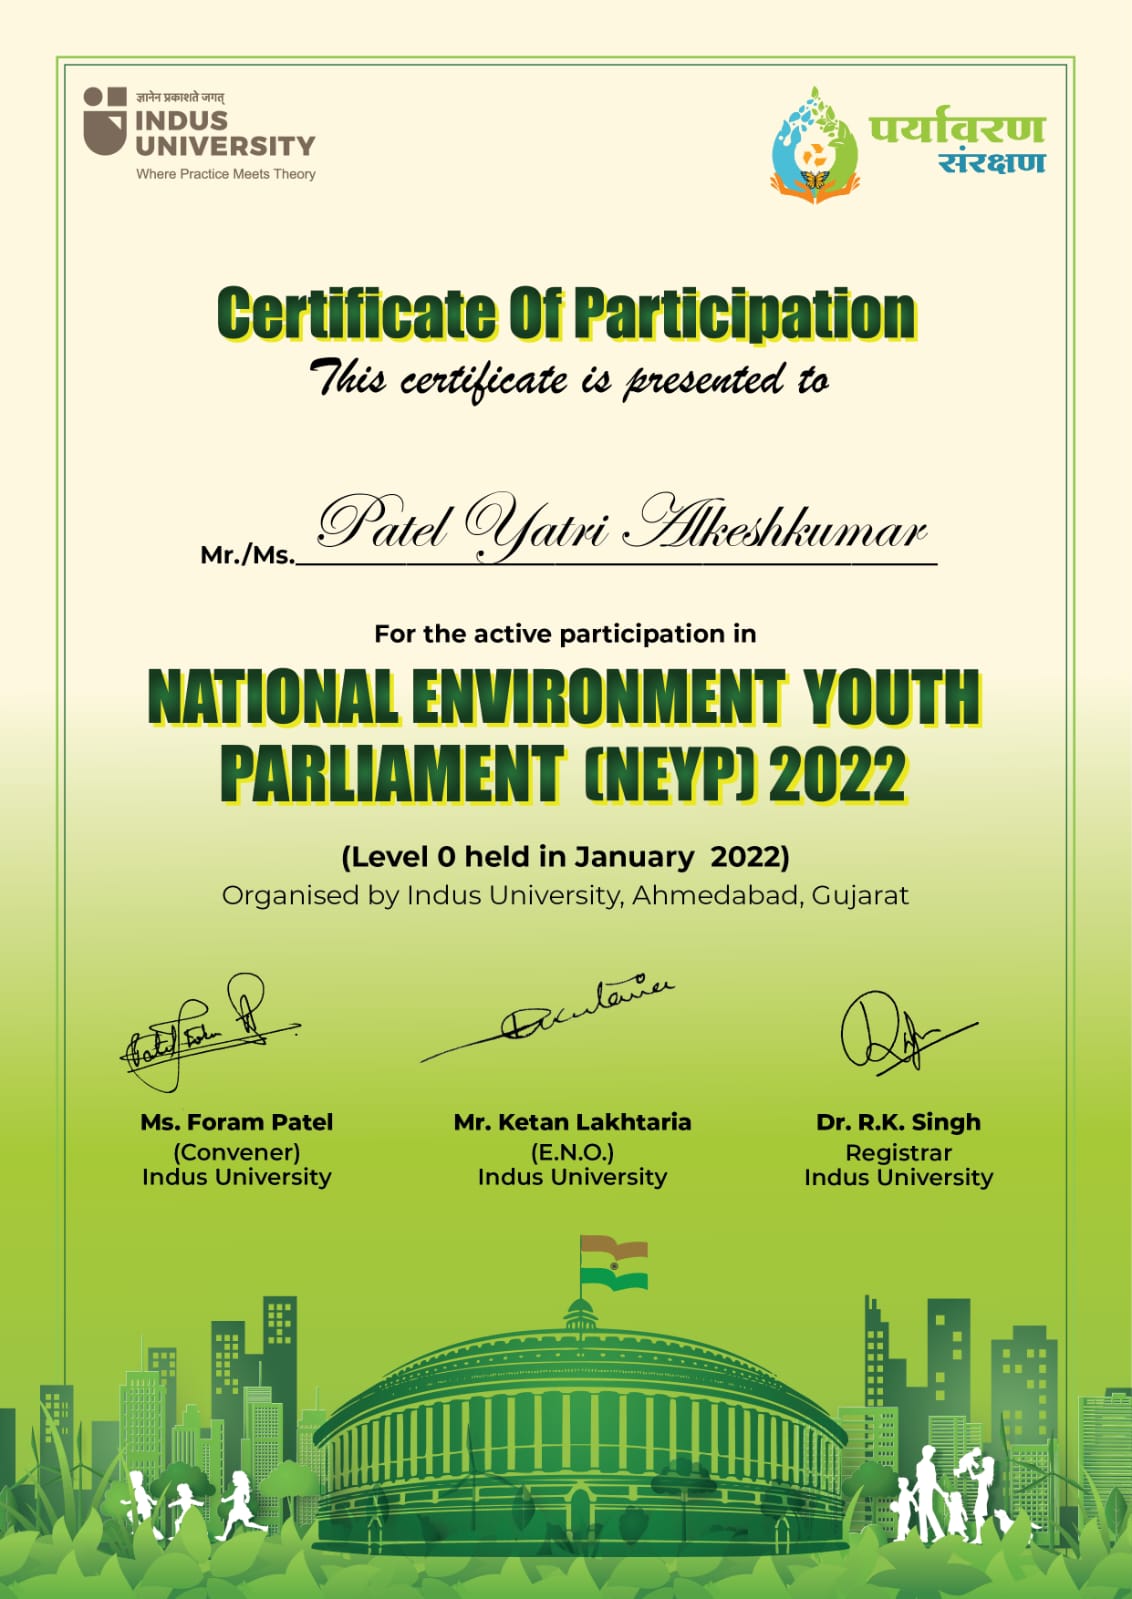 ज्ञानेन प्रकाशते जगत्
INDUS
UNIVERSITY
Where Practice Meets Theory
पर्यावरण
संरक्षण
Certificate Of Participation
This certificate is presented to
Mr./Ms. Patel Yatri Alkeshkumar
For the active participation in
NATIONAL ENVIRONMENT YOUTH
PARLIAMENT (NEYP) 2022
(Level 0 held in January 2022)
Organised by Indus University, Ahmedabad, Gujarat
Ms. Foram Patel
(Convener)
Indus University
Mr. Ketan Lakhtaria
(E.N.O.)
Indus University
Dr. R.K. Singh
Registrar
Indus University